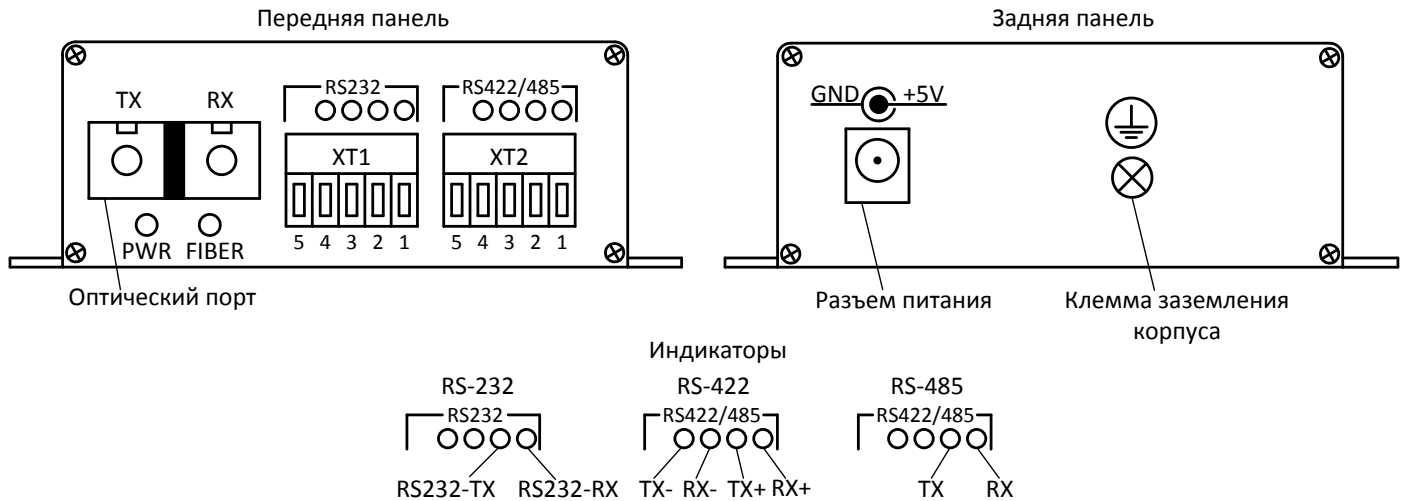 Передняя панель
Задняя панель
TX RX
RS232
RS422/485
XT1
XT2
5 4 3 2 1
5 4 3 2 1
PWR FIBER
Оптический порт
GND +5V
Разъем питания
Клемма заземления
корпуса
Индикаторы
RS-232
RS-422
RS-485
RS232
RS422/485
RS422/485
RS232-TX RS232-RX
TX- RX- TX+ RX+
TX RX